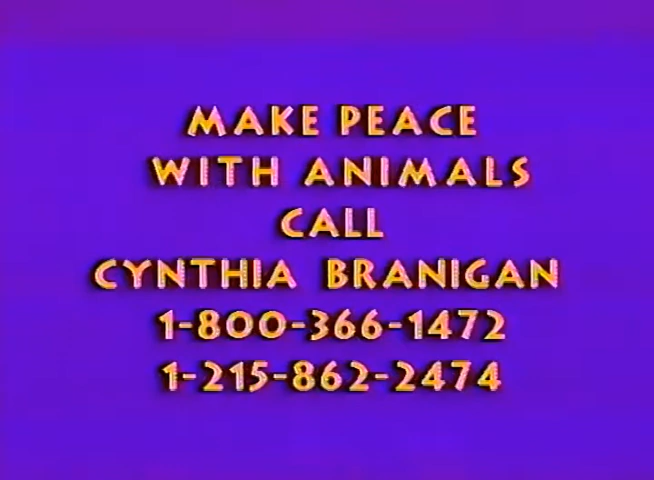 MAKE PEACE
WITH ANIMALS
CALL
CYNTHIA BRANIGAN
1-800-366-1472
1-215-862-2474